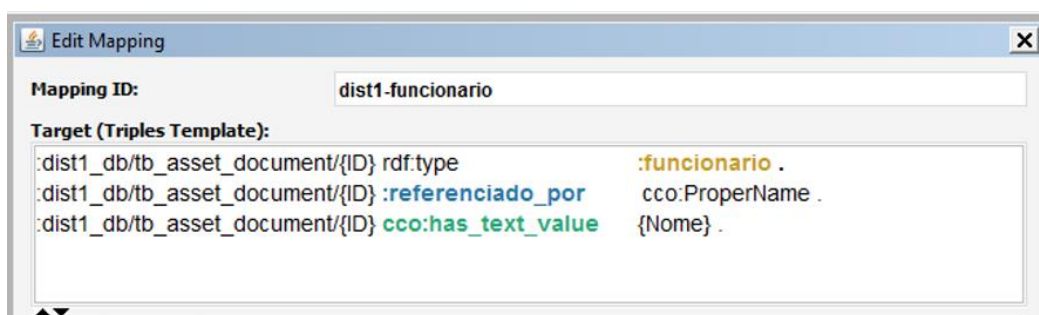 Edit Mapping
Mapping ID: dist1-funcionario
Target (Triples Template):
:dist1_db/tb_asset_document/{ID} rdf:type :funcionario .
:dist1_db/tb_asset_document/{ID} :referenciado_por cco:ProperName .
:dist1_db/tb_asset_document/{ID} cco:has_text_value {Nome} .